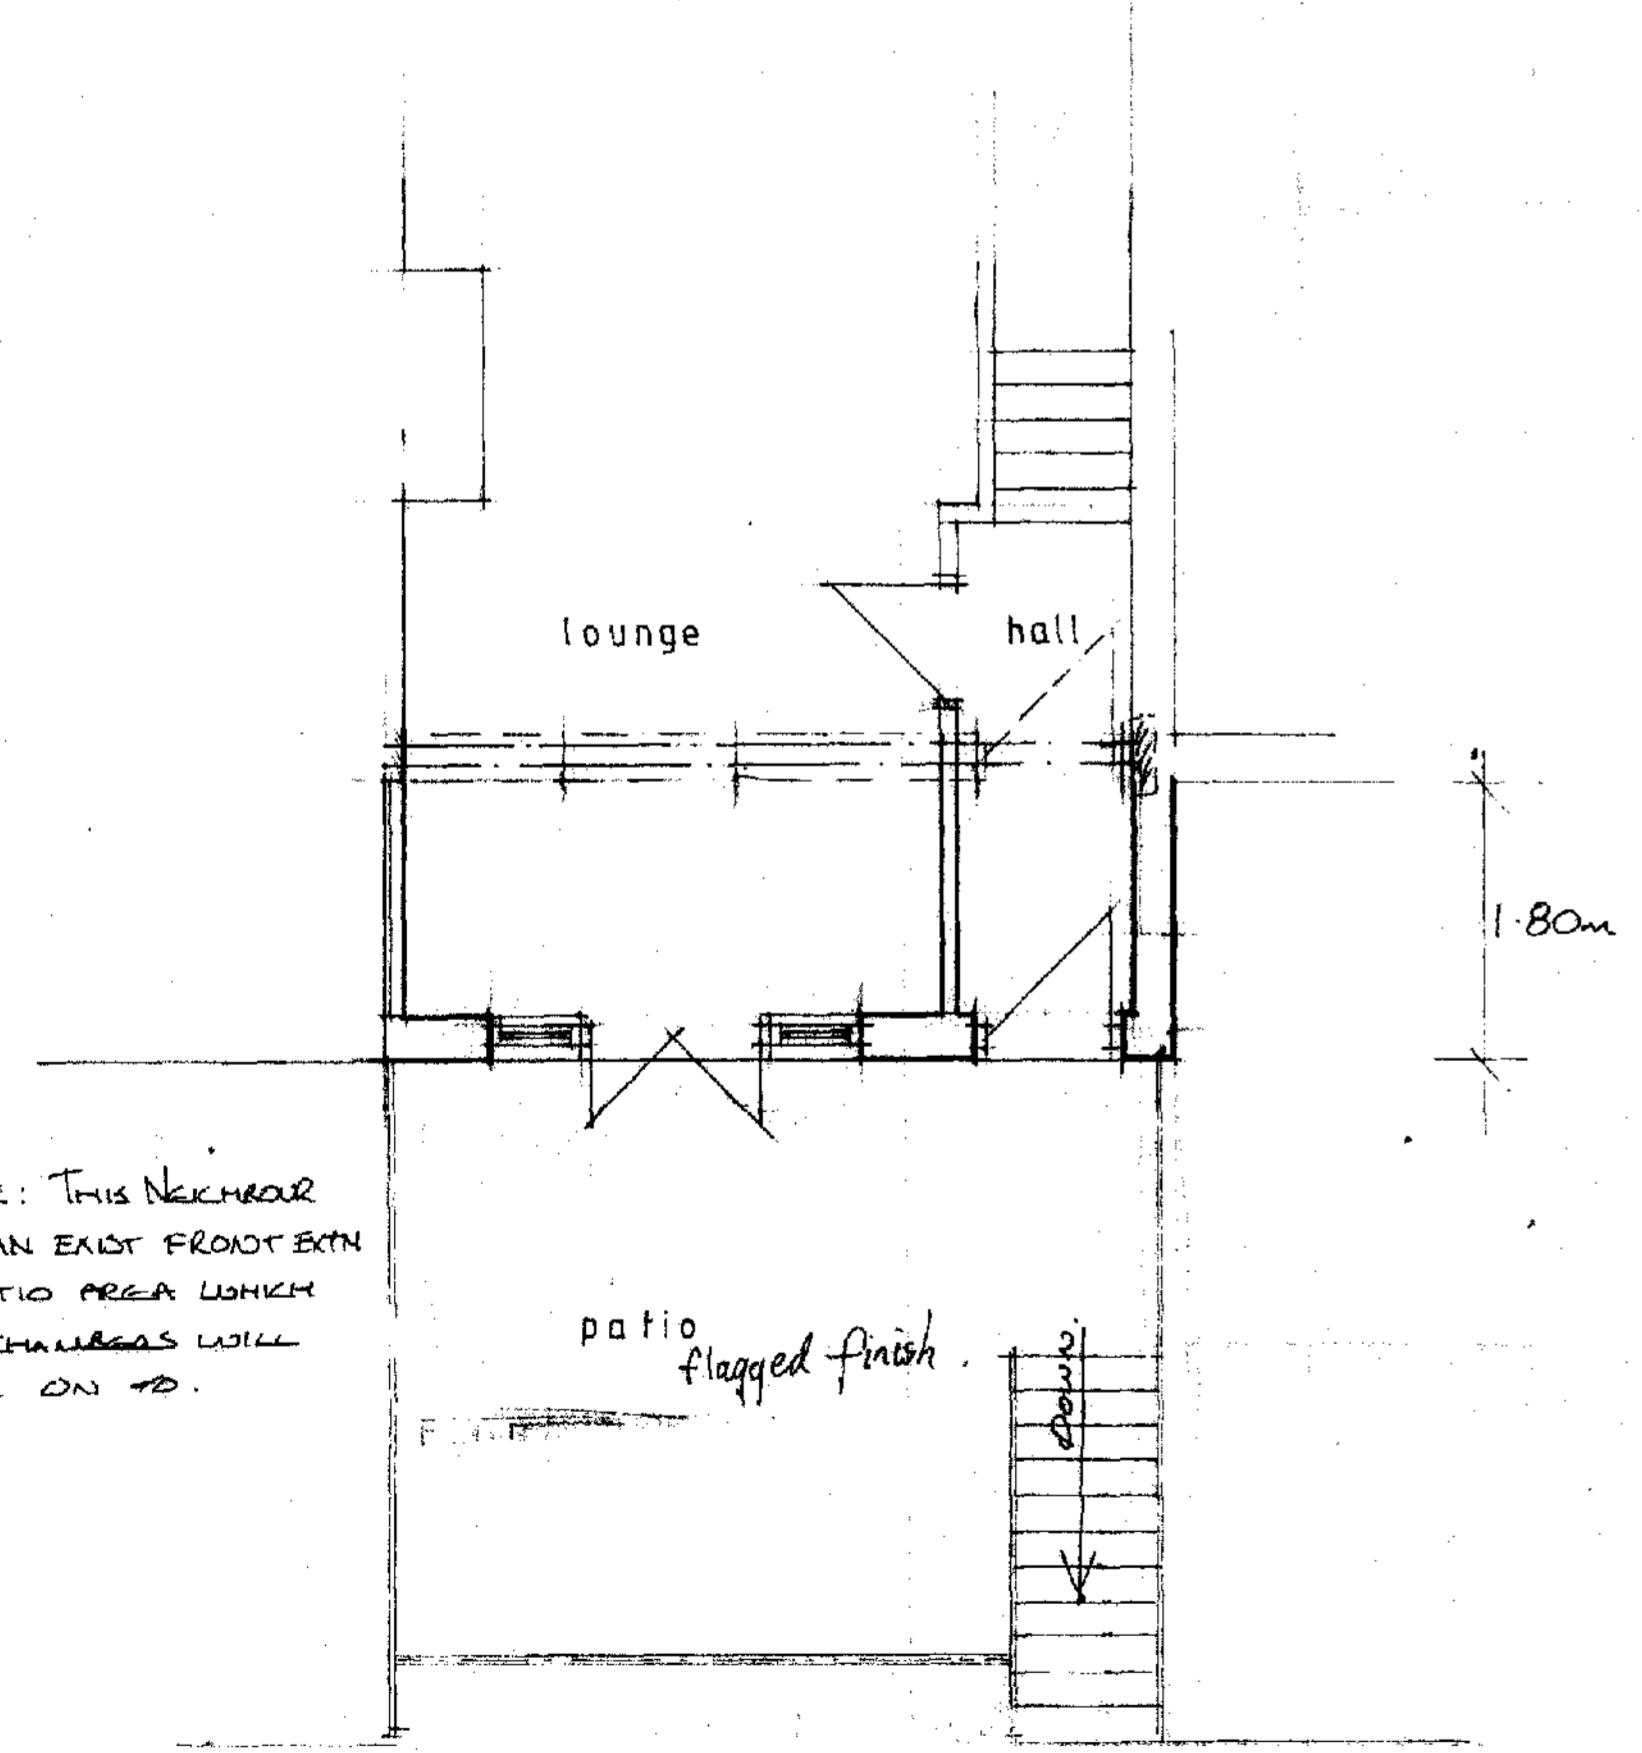 lounge
hall
1.80m
: THIS NEIGHBOUR
AN EXIST FRONT EXTN
TIO AREA WHICH
WILL
ON TO.
patio
flagged finish.
DOWN.